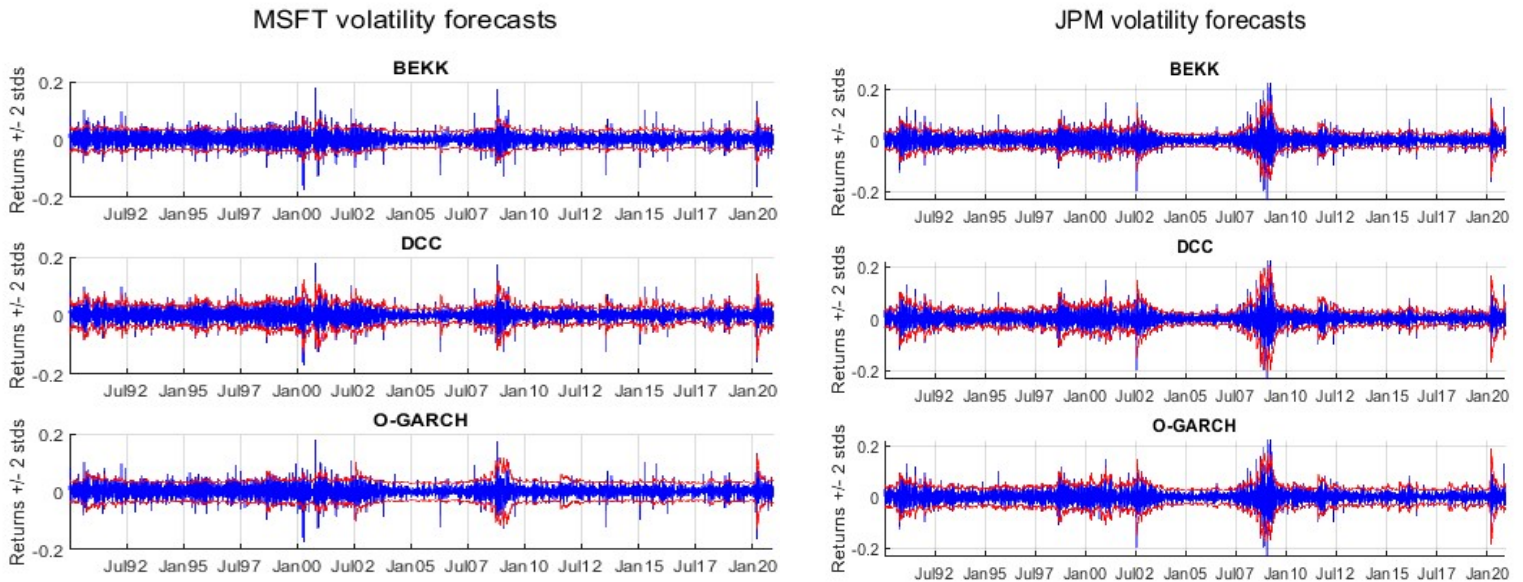 MSFT volatility forecasts
BEKK
Returns +/- 2 stds
0.2
0
-0.2
Jul92 Jan95 Jul97 Jan00 Jul02 Jan05 Jul07 Jan10 Jul12 Jan15 Jul17 Jan20
DCC
Returns +/- 2 stds
0.2
0
-0.2
Jul92 Jan95 Jul97 Jan00 Jul02 Jan05 Jul07 Jan10 Jul12 Jan15 Jul17 Jan20
O-GARCH
Returns +/- 2 stds
0.2
0
-0.2
Jul92 Jan95 Jul97 Jan00 Jul02 Jan05 Jul07 Jan10 Jul12 Jan15 Jul17 Jan20
JPM volatility forecasts
BEKK
Returns +/- 2 stds
0.2
0
-0.2
Jul92 Jan95 Jul97 Jan00 Jul02 Jan05 Jul07 Jan10 Jul12 Jan15 Jul17 Jan20
DCC
Returns +/- 2 stds
0.2
0
-0.2
Jul92 Jan95 Jul97 Jan00 Jul02 Jan05 Jul07 Jan10 Jul12 Jan15 Jul17 Jan20
O-GARCH
Returns +/- 2 stds
0.2
0
-0.2
Jul92 Jan95 Jul97 Jan00 Jul02 Jan05 Jul07 Jan10 Jul12 Jan15 Jul17 Jan20